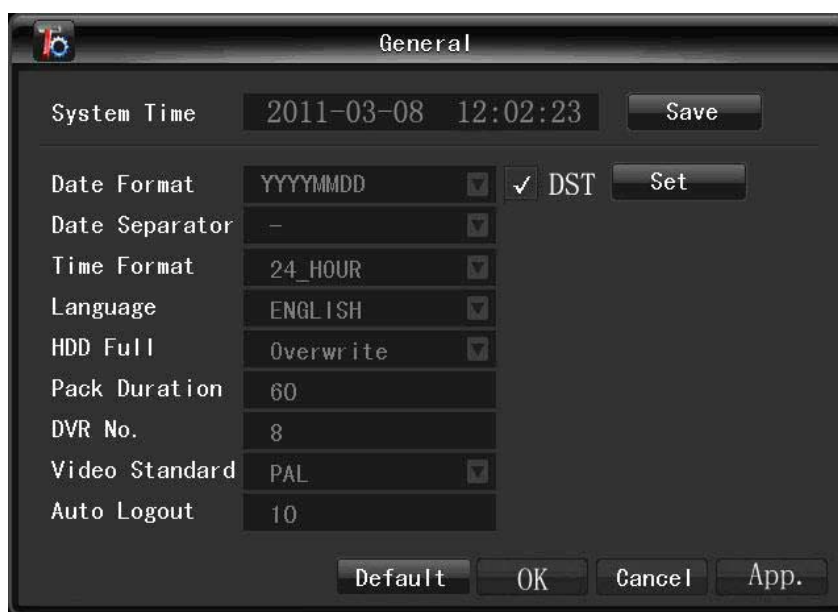 General
System Time 2011-03-08 12:02:23 Save
Date Format YYYYMMDD DST Set
Date Separator -
Time Format 24_HOUR
Language ENGLISH
HDD Full Overwrite
Pack Duration 60
DVR No. 8
Video Standard PAL
Auto Logout 10
Default OK Cancel App.